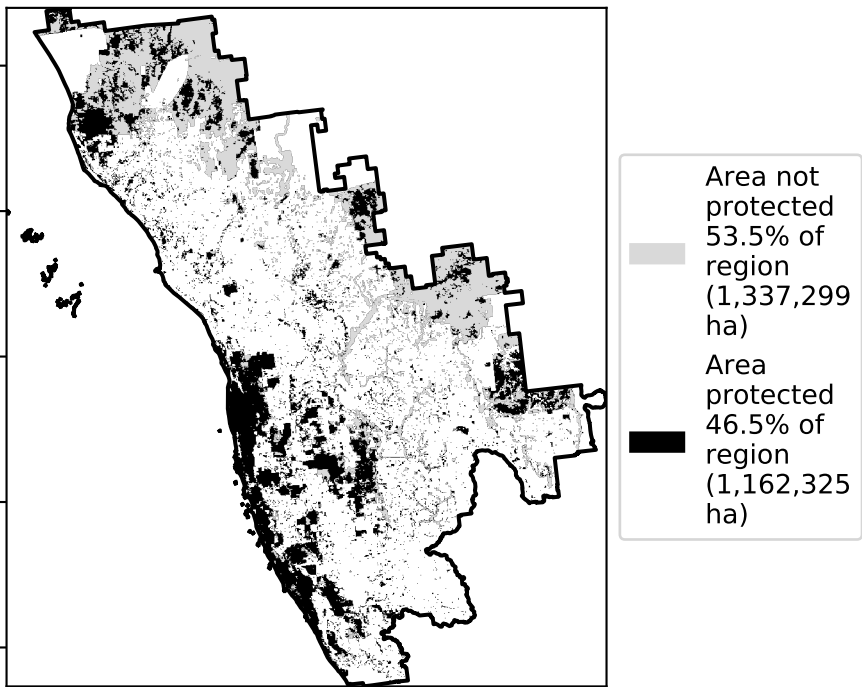 Area not
protected
53.5% of
region
(1,337,299
ha)
Area
protected
46.5% of
region
(1,162,325
ha)